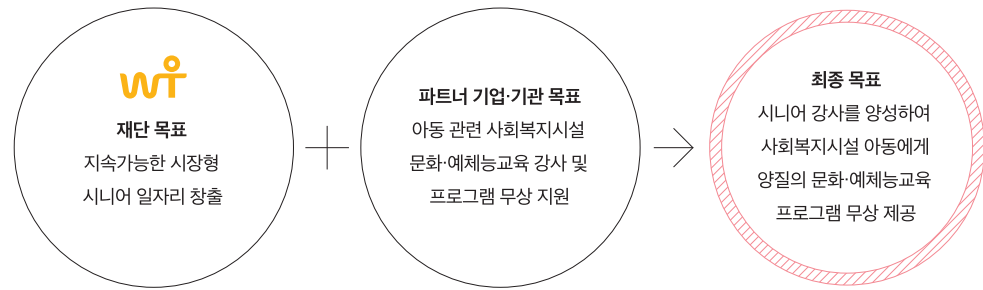 WT
재단 목표
지속가능한 시장형
시니어 일자리 창출
파트너 기업·기관 목표
아동 관련 사회복지시설
문화·예체능교육 강사 및
프로그램 무상 지원
최종 목표
시니어 강사를 양성하여
사회복지시설 아동에게
양질의 문화·예체능교육
프로그램 무상 제공